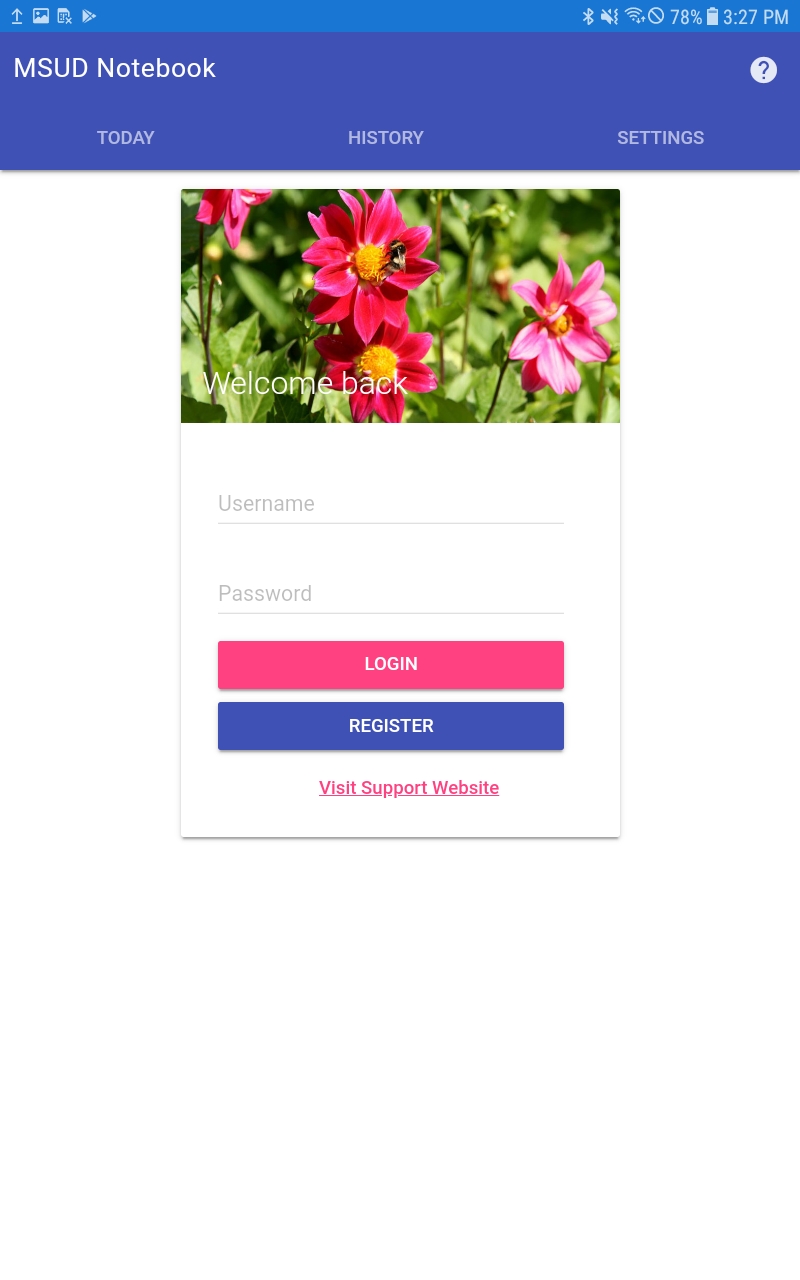 78% 3:27 PM
MSUD Notebook
TODAY HISTORY SETTINGS
Welcome back
Username
Password
LOGIN
REGISTER
Visit Support Website